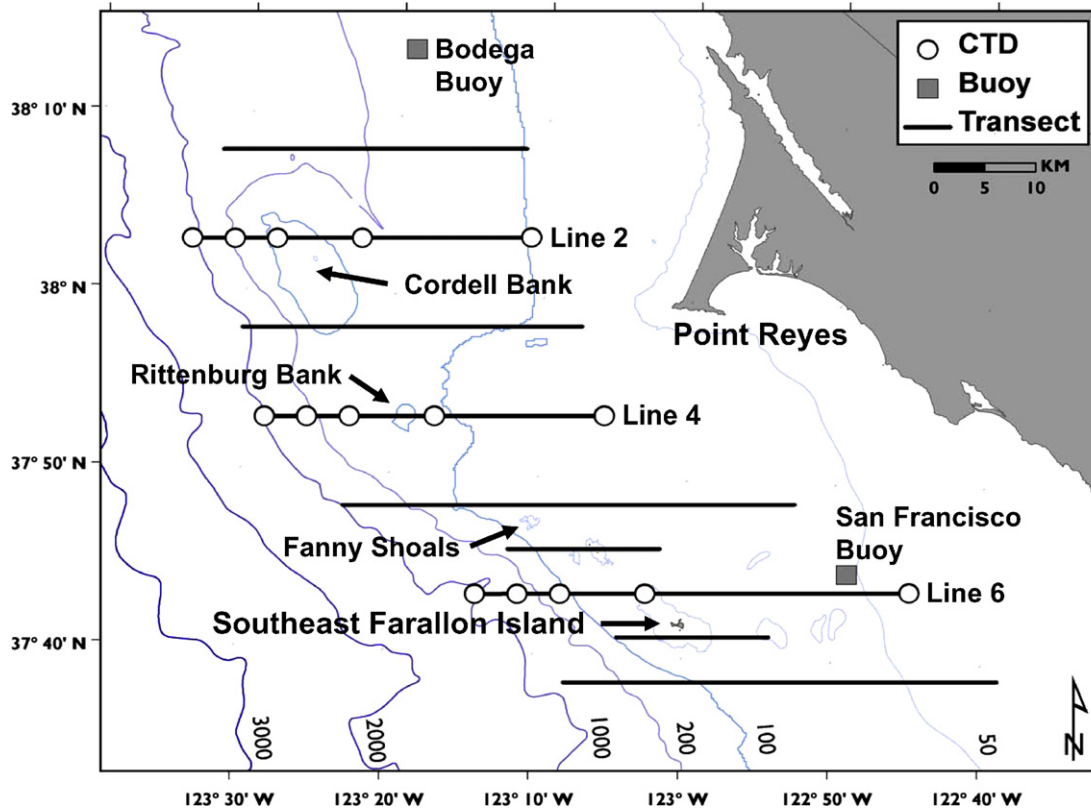 Bodega
Buoy
CTD
Buoy
Transect
KM
0 5 10
38° 10' N
Line 2
Cordell Bank
38° N
Point Reyes
Rittenburg Bank
Line 4
37° 50' N
San Francisco
Buoy
Fanny Shoals
Line 6
Southeast Farallon Island
37° 40' N
3000
2000
1000
200
100
50
N
123° 30' W
123° 20' W
123° 10' W
123° W
122° 50' W
122° 40' W